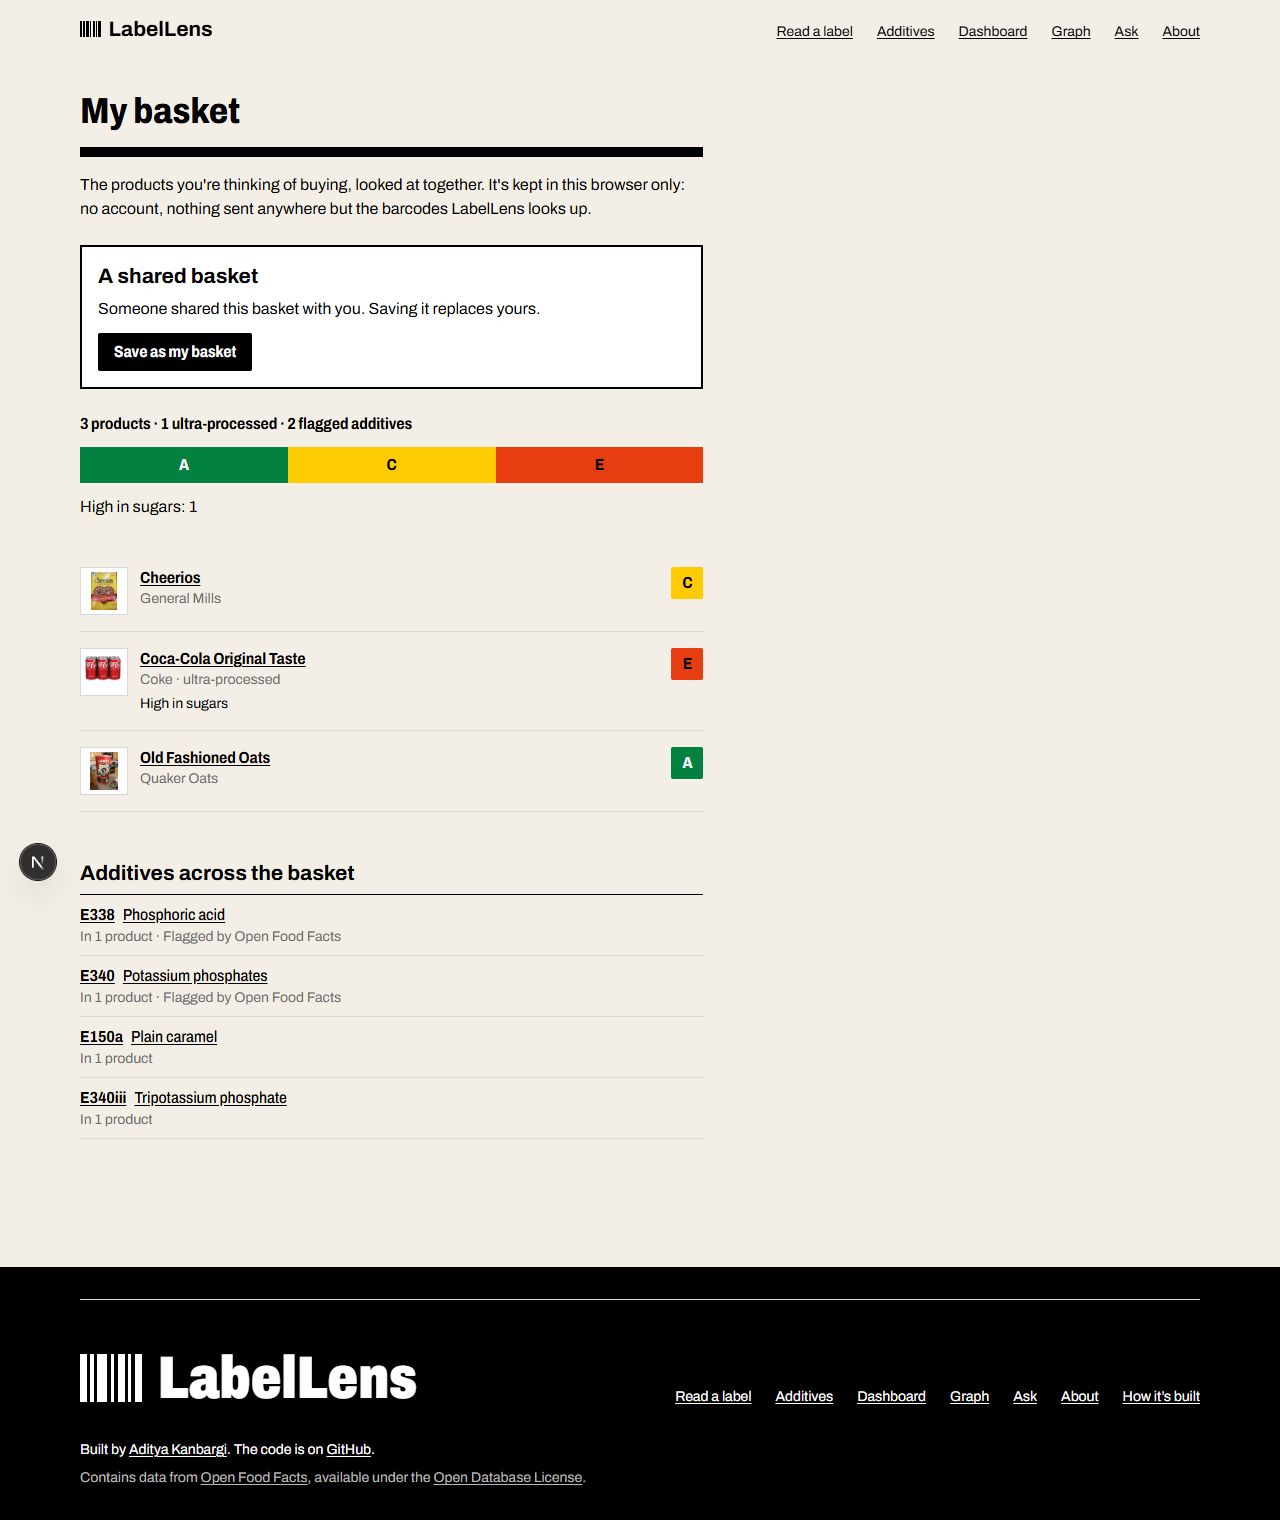 LabelLens
Read a label Additives Dashboard Graph Ask About
My basket
The products you're thinking of buying, looked at together. It's kept in this browser only:
no account, nothing sent anywhere but the barcodes LabelLens looks up.
A shared basket
Someone shared this basket with you. Saving it replaces yours.
Save as my basket
3 products · 1 ultra-processed · 2 flagged additives
A C E
High in sugars: 1
Cheerios
C
General Mills
Coca-Cola Original Taste
E
Coke · ultra-processed
High in sugars
Old Fashioned Oats
A
Quaker Oats
N
Additives across the basket
E338 Phosphoric acid
In 1 product · Flagged by Open Food Facts
E340 Potassium phosphates
In 1 product · Flagged by Open Food Facts
E150a Plain caramel
In 1 product
E340iii Tripotassium phosphate
In 1 product
LabelLens
Read a label Additives Dashboard Graph Ask About How it’s built
Built by Aditya Kanbargi. The code is on GitHub.
Contains data from Open Food Facts, available under the Open Database License.